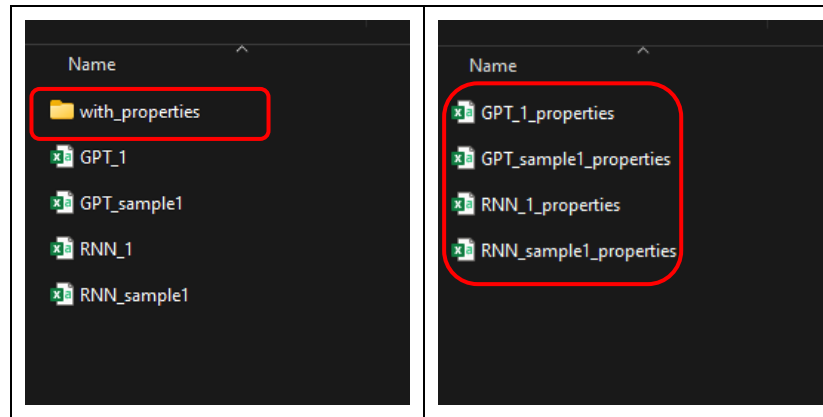 Name
with_properties
GPT_1
GPT_sample1
RNN_1
RNN_sample1
Name
GPT_1_properties
GPT_sample1_properties
RNN_1_properties
RNN_sample1_properties